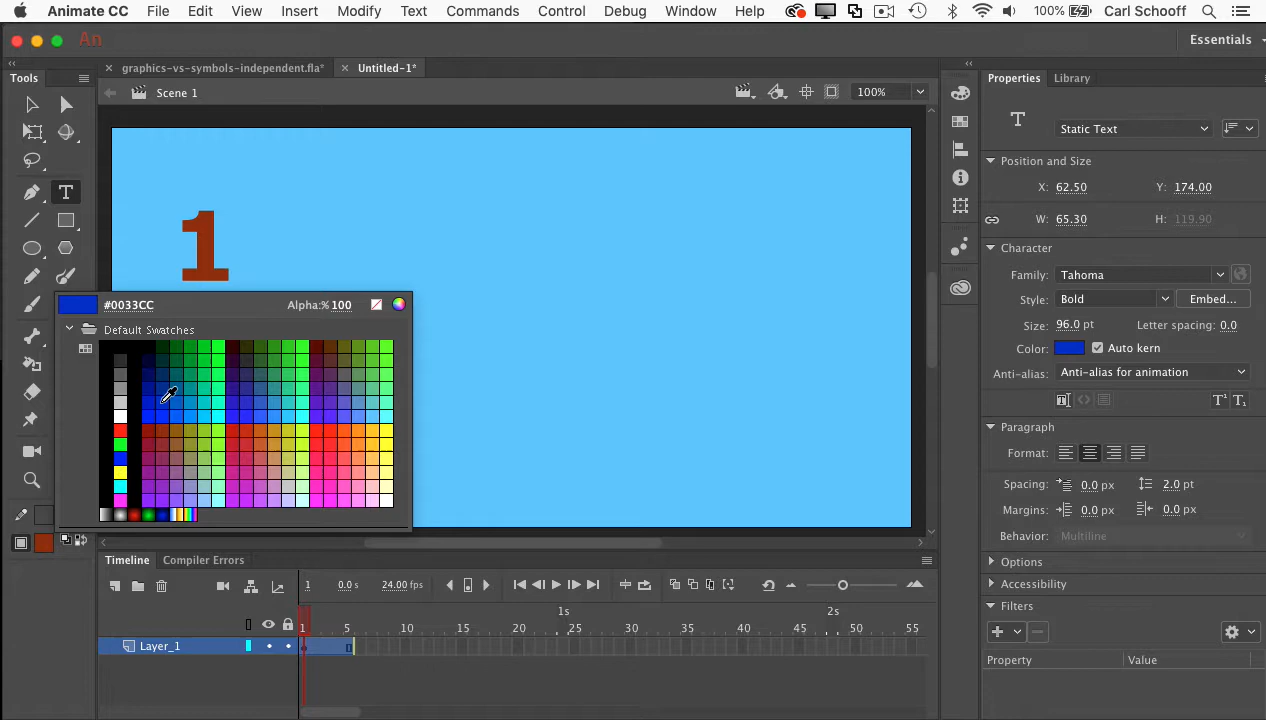 Animate CC File Edit View Insert Modify Text Commands Control Debug Window Help 100% Carl Schooff
An Essentials
Tools × graphics-vs-symbols-independent.fla* × Untitled-1* Properties Library
Scene 1 100%
Static Text
Position and Size
X: 62.50 Y: 174.00
W: 65.30 H: 119.90
1
Character
Family: Tahoma
Style: Bold Embed...
Size: 96.0 pt Letter spacing: 0.0
Color: Auto kern
Anti-alias: Anti-alias for animation
#0033CC Alpha:% 100
Default Swatches
Paragraph
Format:
Spacing: 0.0 px 2.0 pt
Margins: 0.0 px 0.0 px
Behavior: Multiline
Options
Accessibility
Filters
Property Value
Timeline Compiler Errors
1 0.0 s 24.00 fps
1s 2s
1 5 10 15 20 25 30 35 40 45 50 55
Layer_1